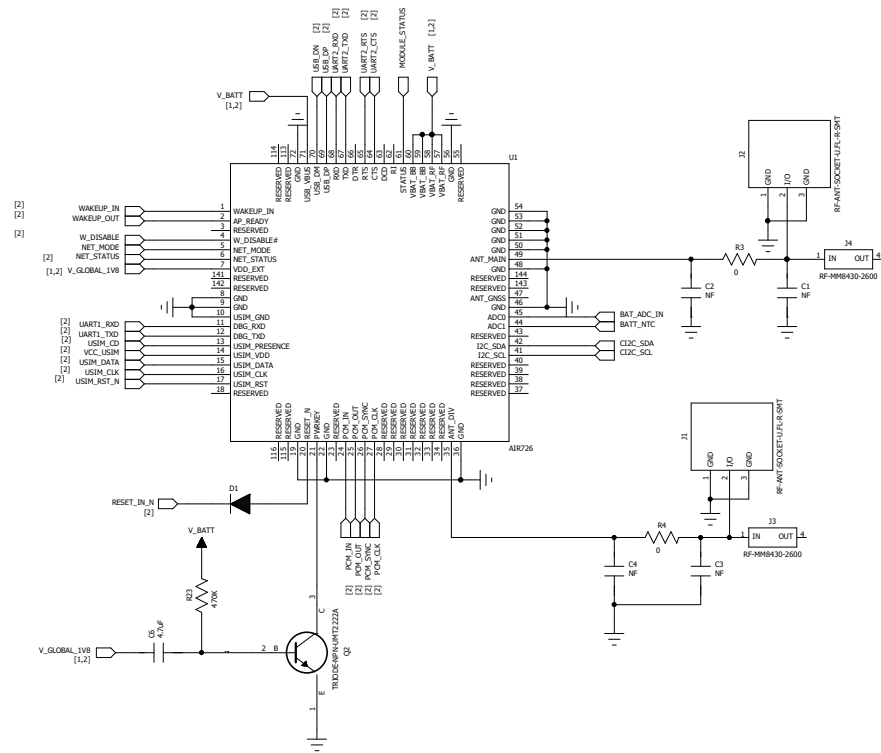 USB_DN [2]
USB_DP [2]
UART2_RXD [2]
UART2_TXD [2]
UART2_RTS [2]
UART2_CTS [2]
MODULE_STATUS
V_BATT [1,2]
V_BATT
[1,2]
U1
114 RESERVED
113 RESERVED
72 GND
71 USB_VBUS
70 USB_DM
69 USB_DP
68 RXD
67 TXD
66 DTR
65 RTS
64 CTS
63 DCD
62 RI
61 STATUS
60 VBAT_BB
59 VBAT_BB
58 VBAT_RF
57 VBAT_RF
56 GND
55 RESERVED
[2] WAKEUP_IN 1 WAKEUP_IN
[2] WAKEUP_OUT 2 AP_READY
3 RESERVED
[2] W_DISABLE 4 W_DISABLE#
NET_MODE 5 NET_MODE
[2] NET_STATUS 6 NET_STATUS
[1,2] V_GLOBAL_1V8 7 VDD_EXT
141 RESERVED
142 RESERVED
8 GND
9 GND
10 USIM_GND
[2] UART1_RXD 11 DBG_RXD
[2] UART1_TXD 12 DBG_TXD
[2] USIM_CD 13 USIM_PRESENCE
[2] VCC_USIM 14 USIM_VDD
[2] USIM_DATA 15 USIM_DATA
[2] USIM_CLK 16 USIM_CLK
[2] USIM_RST_N 17 USIM_RST
18 RESERVED
GND 54
GND 53
GND 52
GND 51
GND 50
ANT_MAIN 49
GND 48
RESERVED 144
RESERVED 143
ANT_GNSS 47
GND 46
ADC0 45 BAT_ADC_IN
ADC1 44 BATT_NTC
RESERVED 43
I2C_SDA 42 CI2C_SDA
I2C_SCL 41 CI2C_SCL
RESERVED 40
RESERVED 39
RESERVED 38
RESERVED 37
116 RESERVED
115 RESERVED
19 GND
20 RESET_N
21 PWRKEY
22 GND
23 RESERVED
24 PCM_IN
25 PCM_OUT
26 PCM_SYNC
27 PCM_CLK
28 RESERVED
29 RESERVED
30 RESERVED
31 RESERVED
32 RESERVED
33 RESERVED
34 RESERVED
35 ANT_DIV
36 GND
AIR726
J2
GND
I/O
GND
1
2
3
RF-ANT-SOCKET-U.FL-R-SMT
R3
0
C2
NF
C1
NF
J4
1 IN OUT 4
RF-MM8430-2600
J1
GND
I/O
GND
1
2
3
RF-ANT-SOCKET-U.FL-R-SMT
R4
0
C4
NF
C3
NF
J3
1 IN OUT 4
RF-MM8430-2600
RESET_IN_N
[2]
D1
V_BATT
R23
470K
PCM_IN [2]
PCM_OUT [2]
PCM_SYNC [2]
PCM_CLK [2]
V_GLOBAL_1V8
[1,2]
C6
4.7uF
2 B
3 C
1 E
Q2
TRIODE-NPN-UMT2222A